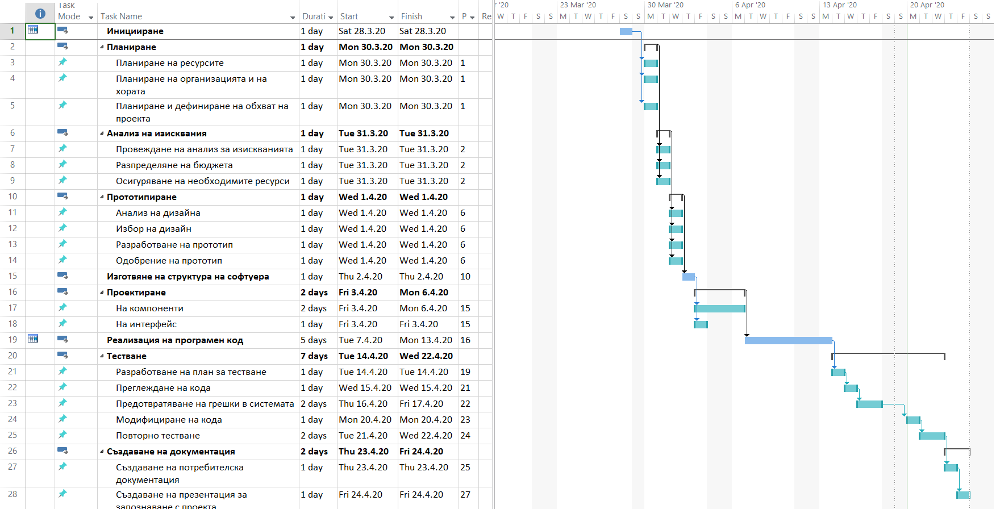 Task
Mode Task Name Durati Start Finish P Re
'20 23 Mar '20 30 Mar '20 6 Apr '20 13 Apr '20 20 Apr '20
W T F S S M T W T F S S M T W T F S S M T W T F S S M T W T F S S M T W T F S S
1 Иницииране 1 day Sat 28.3.20 Sat 28.3.20
2 Планиране 1 day Mon 30.3.20 Mon 30.3.20
3 Планиране на ресурсите 1 day Mon 30.3.20 Mon 30.3.20 1
4 Планиране на организацията и на 1 day Mon 30.3.20 Mon 30.3.20 1
хората
5 Планиране и дефиниране на обхват на 1 day Mon 30.3.20 Mon 30.3.20 1
проекта
6 Анализ на изисквания 1 day Tue 31.3.20 Tue 31.3.20
7 Провеждане на анализ за изискванията 1 day Tue 31.3.20 Tue 31.3.20 2
8 Разпределяне на бюджета 1 day Tue 31.3.20 Tue 31.3.20 2
9 Осигуряване на необходимите ресурси 1 day Tue 31.3.20 Tue 31.3.20 2
10 Прототипиране 1 day Wed 1.4.20 Wed 1.4.20
11 Анализ на дизайна 1 day Wed 1.4.20 Wed 1.4.20 6
12 Избор на дизайн 1 day Wed 1.4.20 Wed 1.4.20 6
13 Разработване на прототип 1 day Wed 1.4.20 Wed 1.4.20 6
14 Одобрение на прототип 1 day Wed 1.4.20 Wed 1.4.20 6
15 Изготвяне на структура на софтуера 1 day Thu 2.4.20 Thu 2.4.20 10
16 Проектиране 2 days Fri 3.4.20 Mon 6.4.20
17 На компоненти 2 days Fri 3.4.20 Mon 6.4.20 15
18 На интерфейс 1 day Fri 3.4.20 Fri 3.4.20 15
19 Реализация на програмен код 5 days Tue 7.4.20 Mon 13.4.20 16
20 Тестване 7 days Tue 14.4.20 Wed 22.4.20
21 Разработване на план за тестване 1 day Tue 14.4.20 Tue 14.4.20 19
22 Преглеждане на кода 1 day Wed 15.4.20 Wed 15.4.20 21
23 Предотвратяване на грешки в системата 2 days Thu 16.4.20 Fri 17.4.20 22
24 Модифициране на кода 1 day Mon 20.4.20 Mon 20.4.20 23
25 Повторно тестване 2 days Tue 21.4.20 Wed 22.4.20 24
26 Създаване на документация 2 days Thu 23.4.20 Fri 24.4.20
27 Създаване на потребителска 1 day Thu 23.4.20 Thu 23.4.20 25
документация
28 Създаване на презентация за 1 day Fri 24.4.20 Fri 24.4.20 27
запознаване с проекта